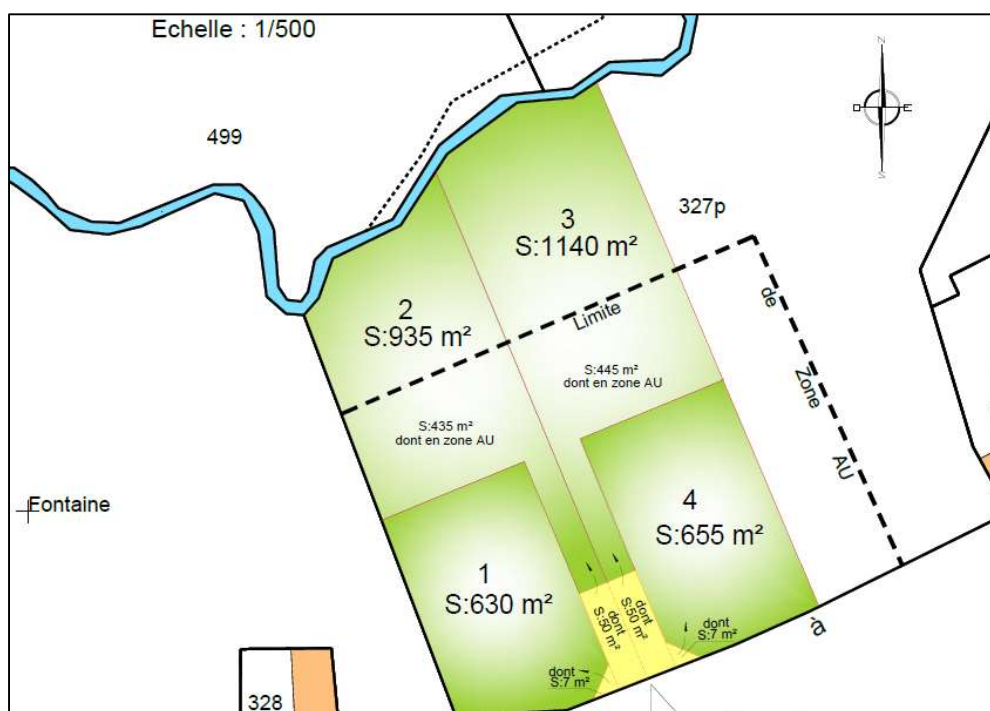 Echelle : 1/500
499
N
O
E
S
327p
3
S:1140 m²
2
S:935 m²
Limite
de
Zone
AU
S:445 m²
dont en zone AU
S:435 m²
dont en zone AU
Fontaine
4
S:655 m²
1
S:630 m²
dont
S:50 m²
dont
S:50 m²
dont
S:7 m²
dont
S:7 m²
328